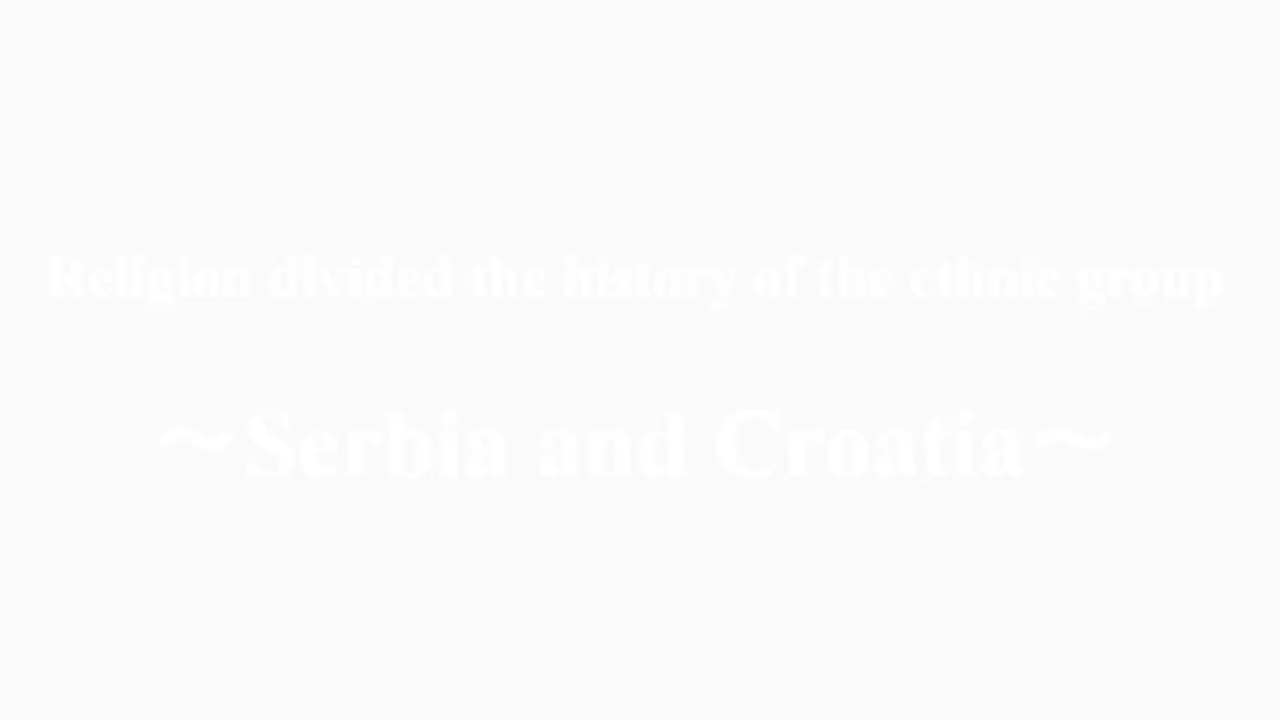 Religion divided the history of the ethnic group
～Serbia and Croatia～